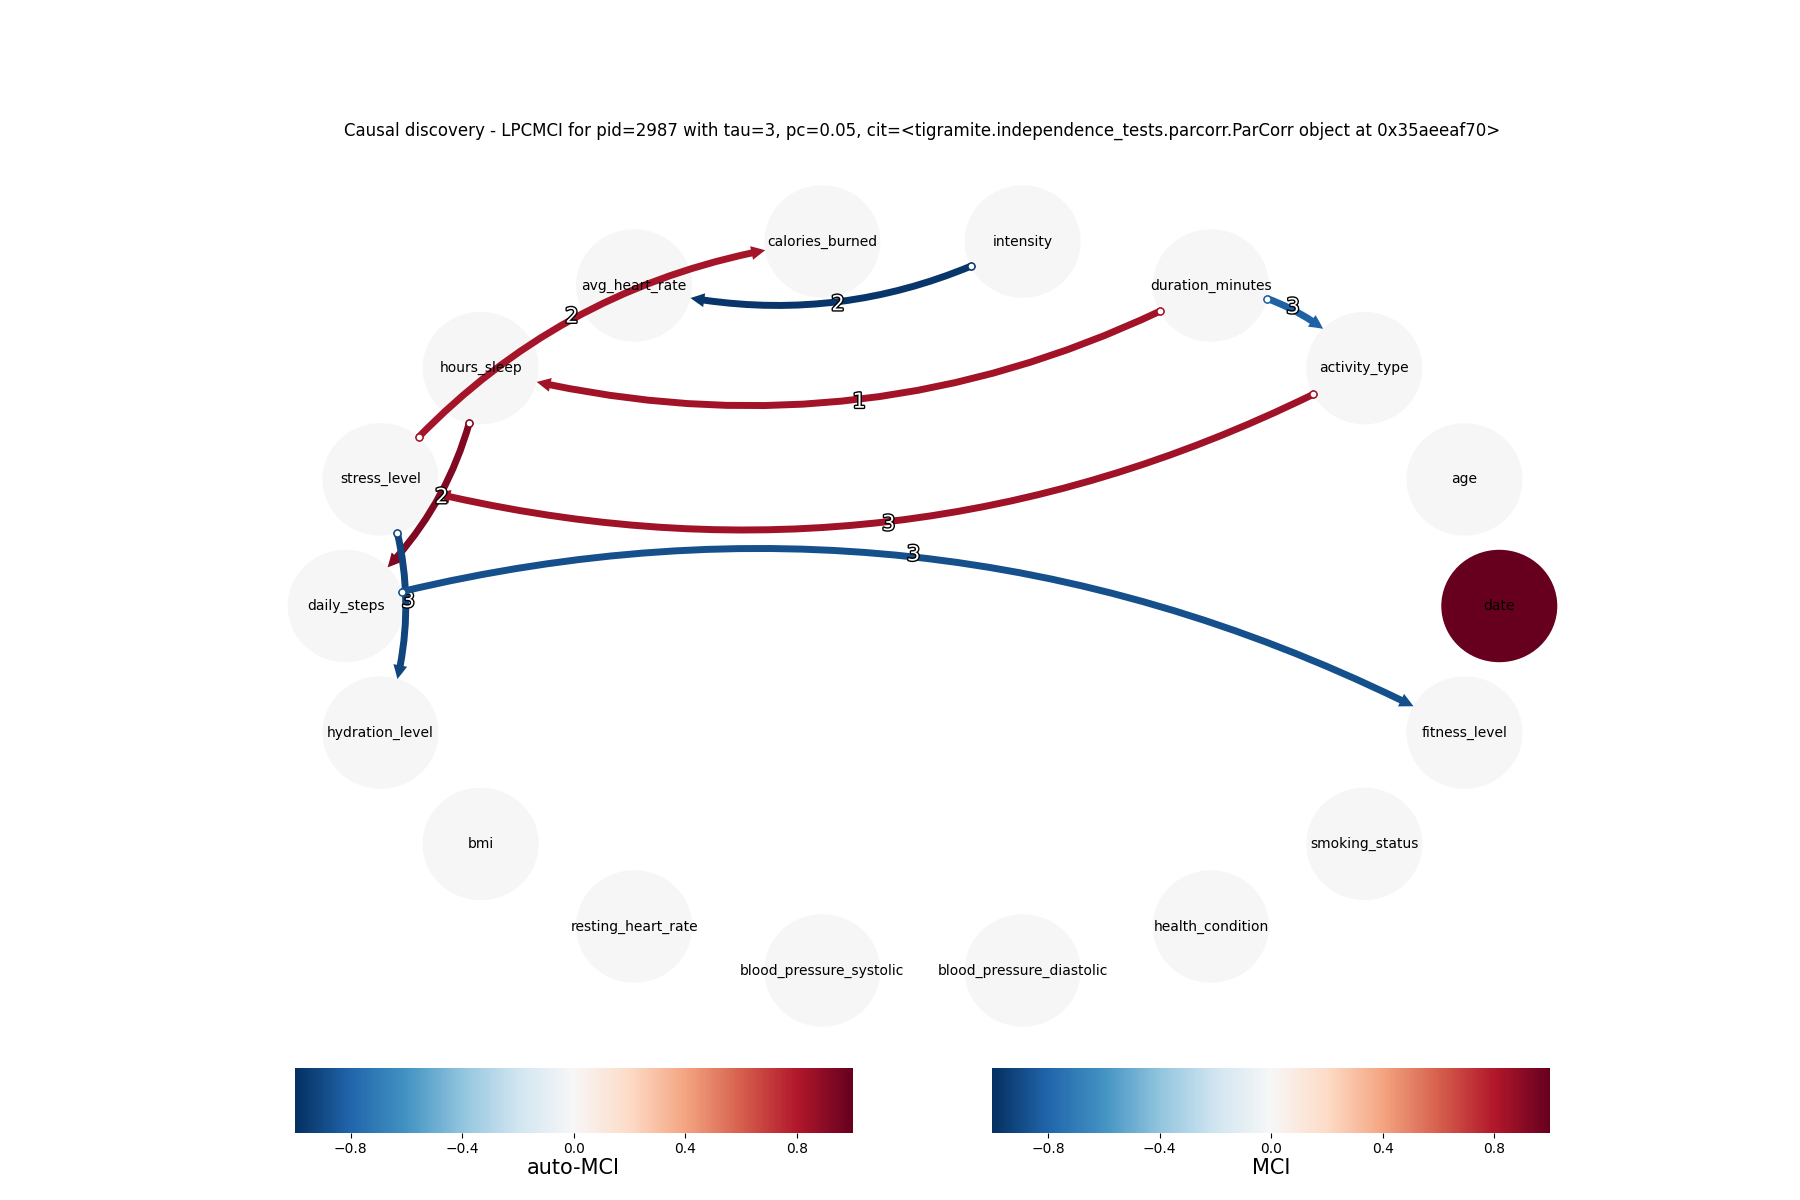 Causal discovery - LPCMCI for pid=2987 with tau=3, pc=0.05, cit=<tigramite.independence_tests.parcorr.ParCorr object at 0x35aeeaf70>
calories_burned
intensity
avg_heart_rate
duration_minutes
2
3
2
hours_sleep
activity_type
1
stress_level
age
2
3
3
daily_steps
3
date
hydration_level
fitness_level
bmi
smoking_status
resting_heart_rate
health_condition
blood_pressure_systolic
blood_pressure_diastolic
−0.8 −0.4 0.0 0.4 0.8
auto-MCI
−0.8 −0.4 0.0 0.4 0.8
MCI